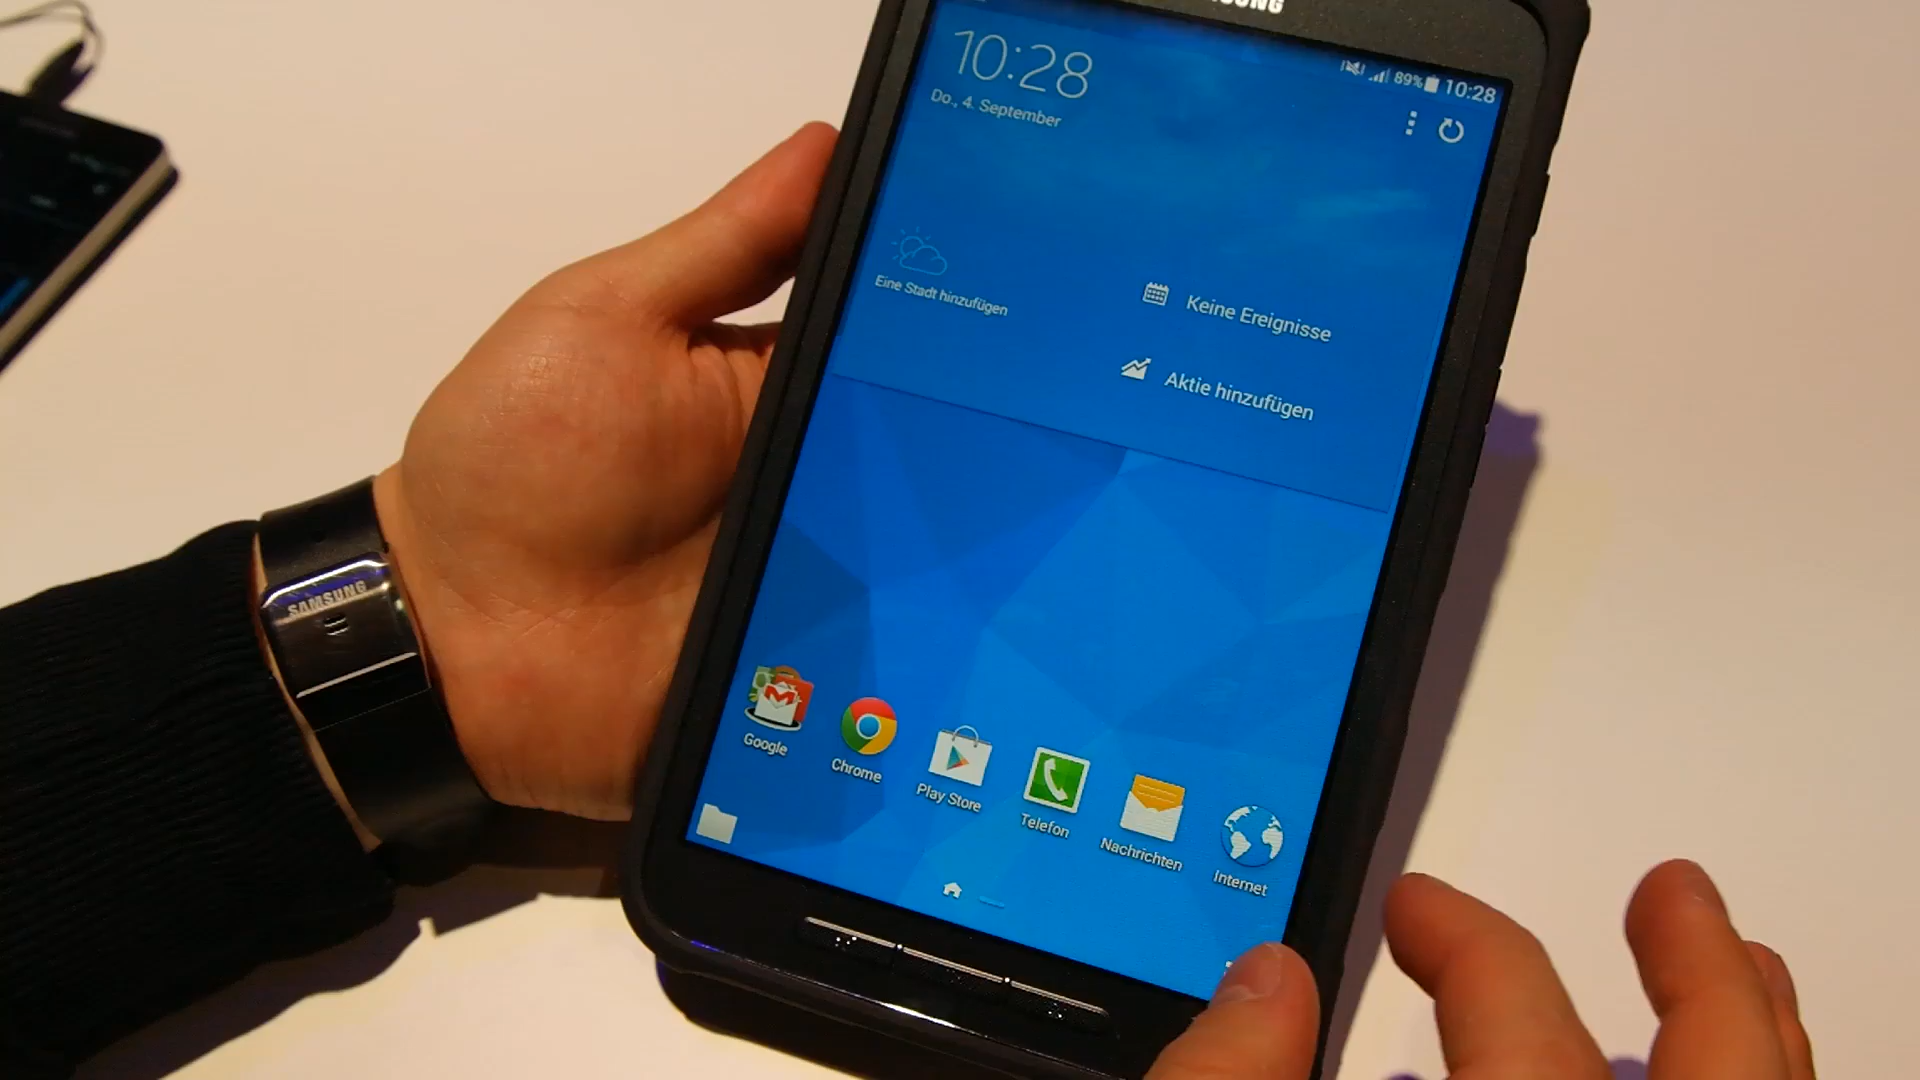 10:28
Do., 4. September
89% 10:28
Eine Stadt hinzufügen
Keine Ereignisse
Aktie hinzufügen
SAMSUNG
Google
Chrome
Play Store
Telefon
Nachrichten
Internet